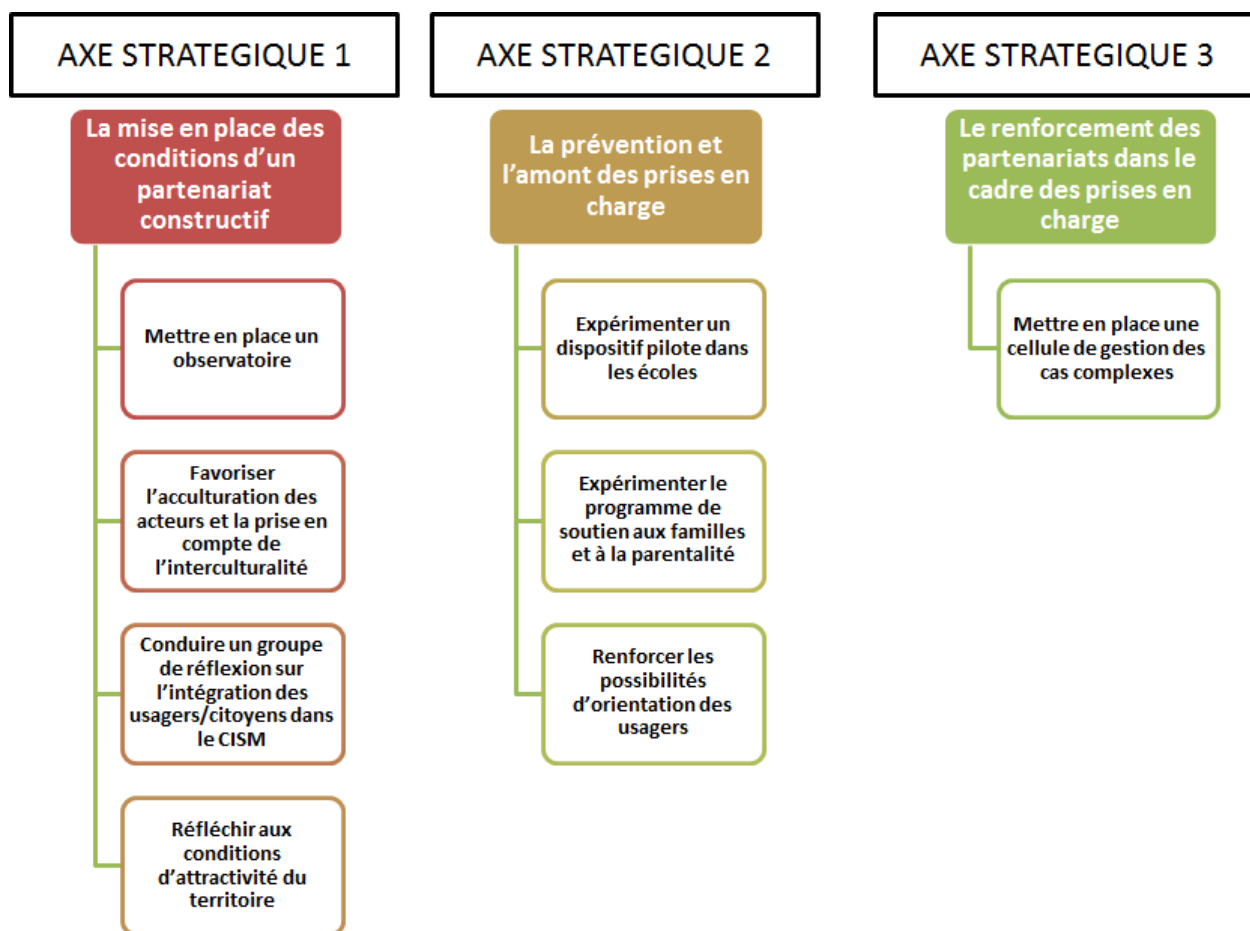 AXE STRATEGIQUE 1
La mise en place des
conditions d’un
partenariat
constructif
Mettre en place un
observatoire
Favoriser
l’acculturation des
acteurs et la prise en
compte de
l’interculturalité
Conduire un groupe
de réflexion sur
l’intégration des
usagers/citoyens dans
le CISM
Réfléchir aux
conditions
d’attractivité du
territoire
AXE STRATEGIQUE 2
La prévention et
l’amont des prises en
charge
Expérimenter un
dispositif pilote dans
les écoles
Expérimenter le
programme de
soutien aux familles
et à la parentalité
Renforcer les
possibilités
d’orientation des
usagers
AXE STRATEGIQUE 3
Le renforcement des
partenariats dans le
cadre des prises en
charge
Mettre en place une
cellule de gestion des
cas complexes